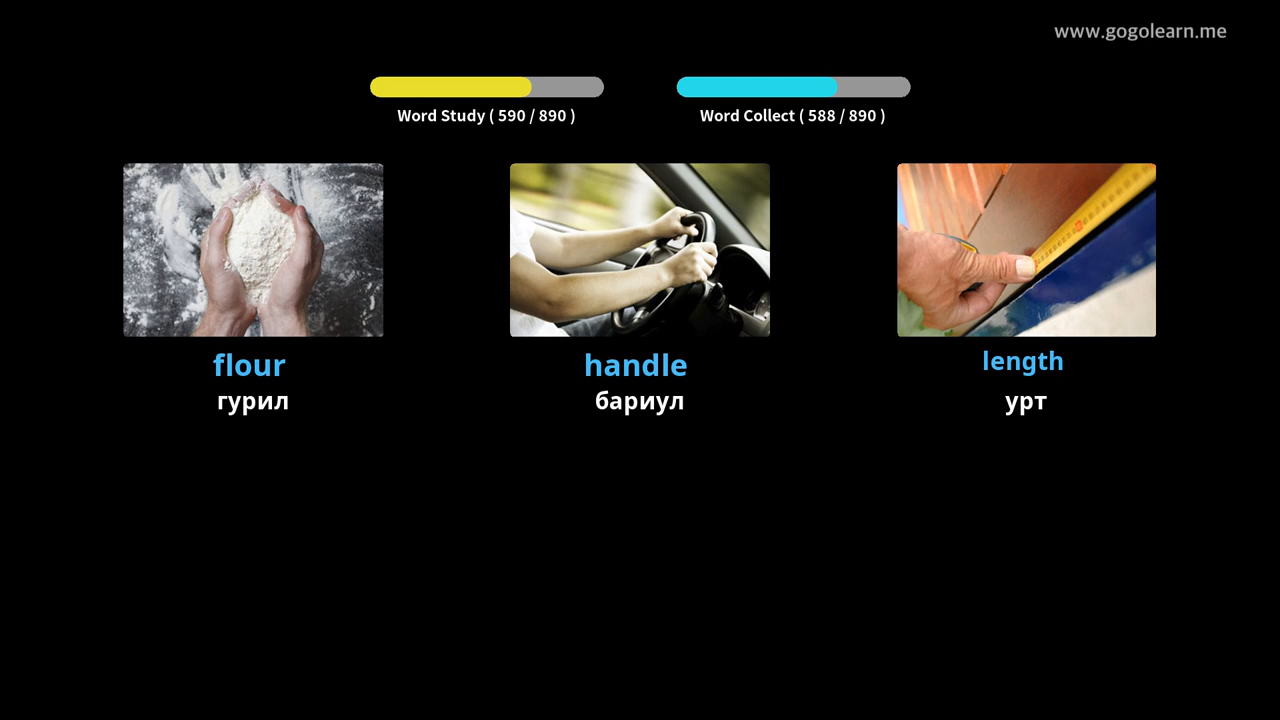 www.gogolearn.me
Word Study ( 590 / 890 )
Word Collect ( 588 / 890 )
flour
гурил
handle
бариул
length
урт